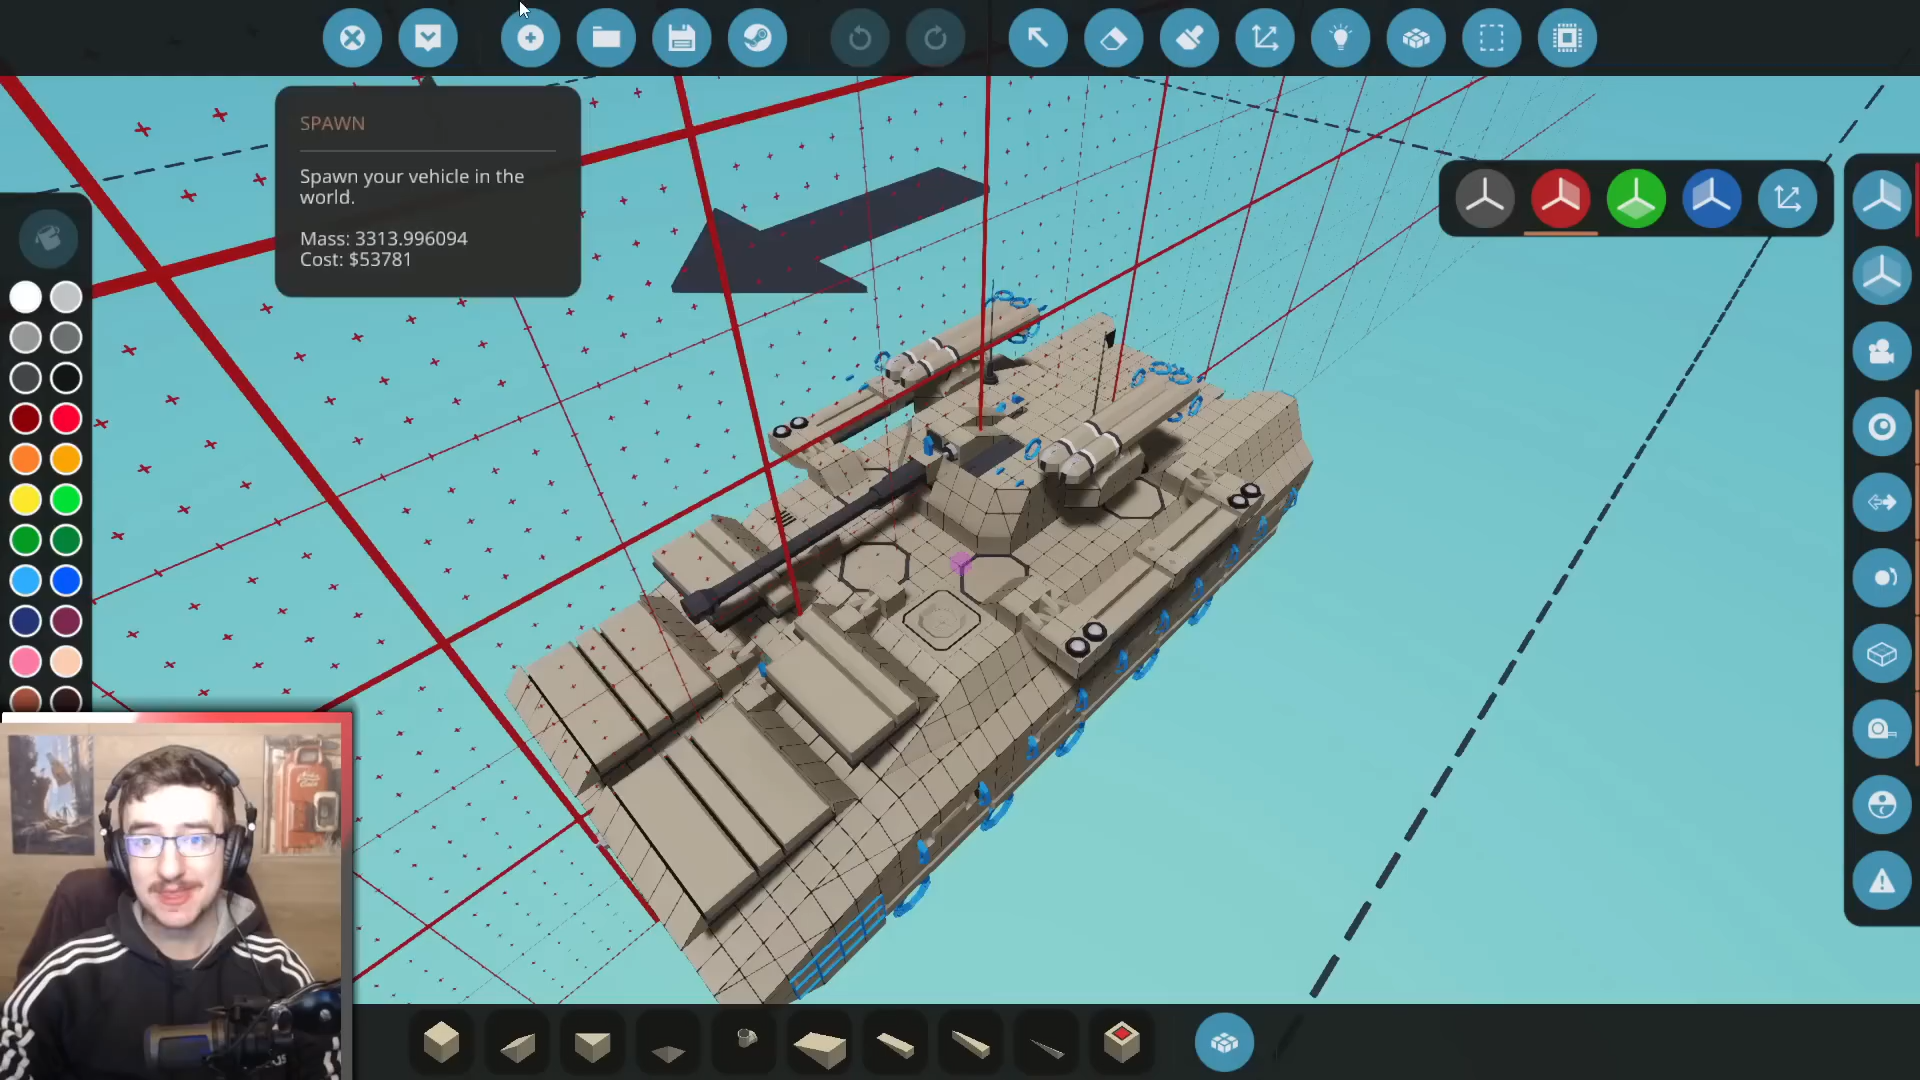 SPAWN
Spawn your vehicle in the
world.
Mass: 3313.996094
Cost: $53781